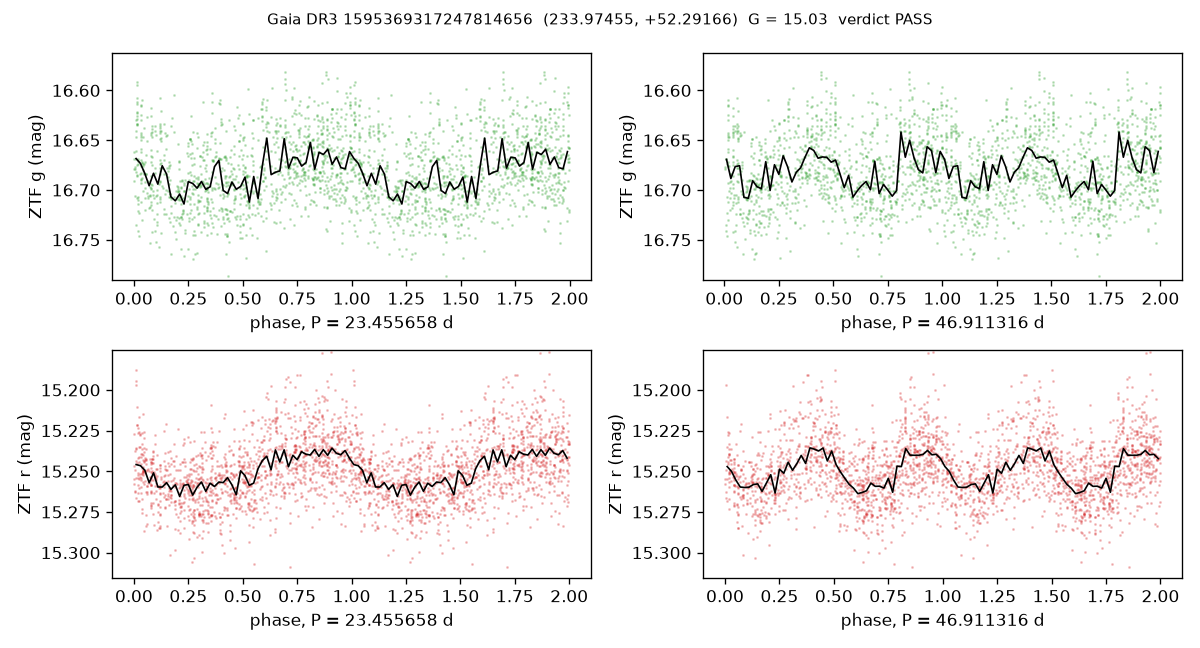 Gaia DR3 1595369317247814656 (233.97455, +52.29166) G = 15.03 verdict PASS
ZTF g (mag)
16.60
16.65
16.70
16.75
0.00 0.25 0.50 0.75 1.00 1.25 1.50 1.75 2.00
phase, P = 23.455658 d
ZTF g (mag)
16.60
16.65
16.70
16.75
0.00 0.25 0.50 0.75 1.00 1.25 1.50 1.75 2.00
phase, P = 46.911316 d
ZTF r (mag)
15.200
15.225
15.250
15.275
15.300
0.00 0.25 0.50 0.75 1.00 1.25 1.50 1.75 2.00
phase, P = 23.455658 d
ZTF r (mag)
15.200
15.225
15.250
15.275
15.300
0.00 0.25 0.50 0.75 1.00 1.25 1.50 1.75 2.00
phase, P = 46.911316 d